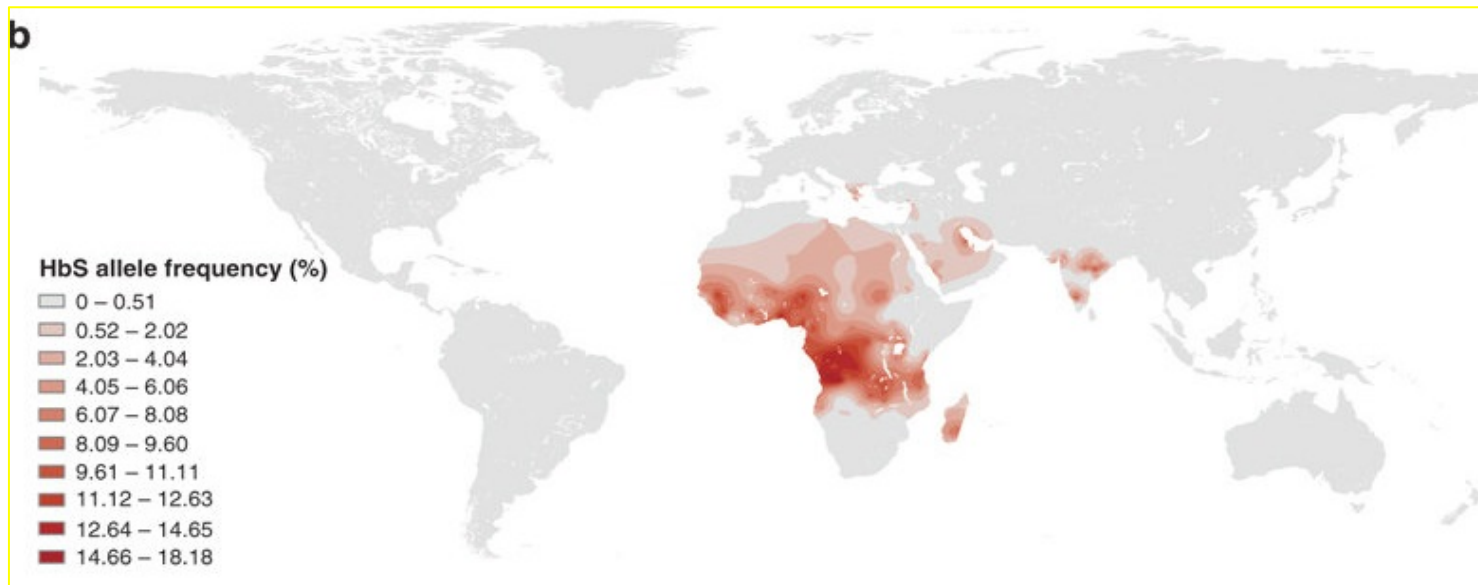 b
HbS allele frequency (%)
0 – 0.51
0.52 – 2.02
2.03 – 4.04
4.05 – 6.06
6.07 – 8.08
8.09 – 9.60
9.61 – 11.11
11.12 – 12.63
12.64 – 14.65
14.66 – 18.18